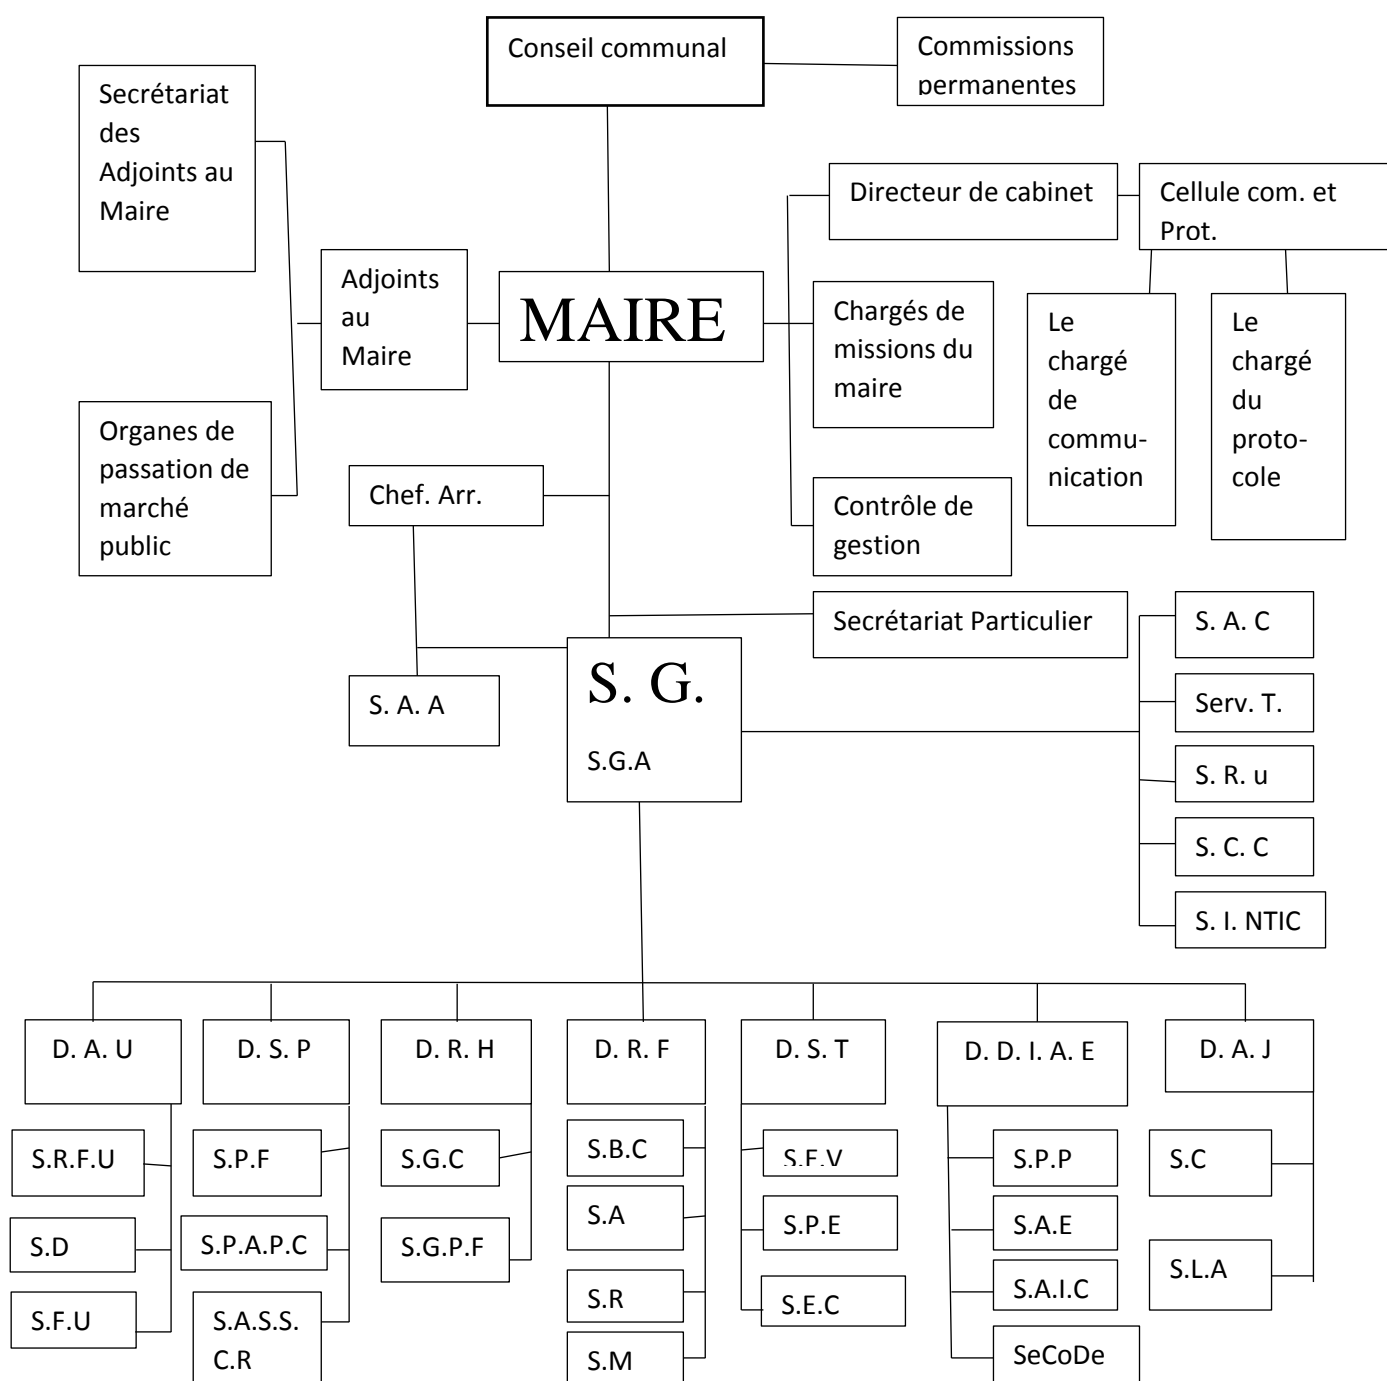 Conseil communal
Commissions
permanentes
Secrétariat
des
Adjoints au
Maire
Directeur de cabinet
Cellule com. et
Prot.
Adjoints
au
Maire
MAIRE
Chargés de
missions du
maire
Le
chargé
de
commu-
nication
Le
chargé
du
proto-
cole
Organes de
passation de
marché
public
Chef. Arr.
Contrôle de
gestion
Secrétariat Particulier
S. A. C
S. G.
S.G.A
S. A. A
Serv. T.
S. R. u
S. C. C
S. I. NTIC
D. A. U
D. S. P
D. R. H
D. R. F
D. S. T
D. D. I. A. E
D. A. J
S.R.F.U
S.D
S.F.U
S.P.F
S.P.A.P.C
S.A.S.S.
C.R
S.G.C
S.G.P.F
S.B.C
S.A
S.R
S.M
S.P.E
S.E.C
S.P.P
S.A.E
S.A.I.C
SeCoDe
S.C
S.L.A